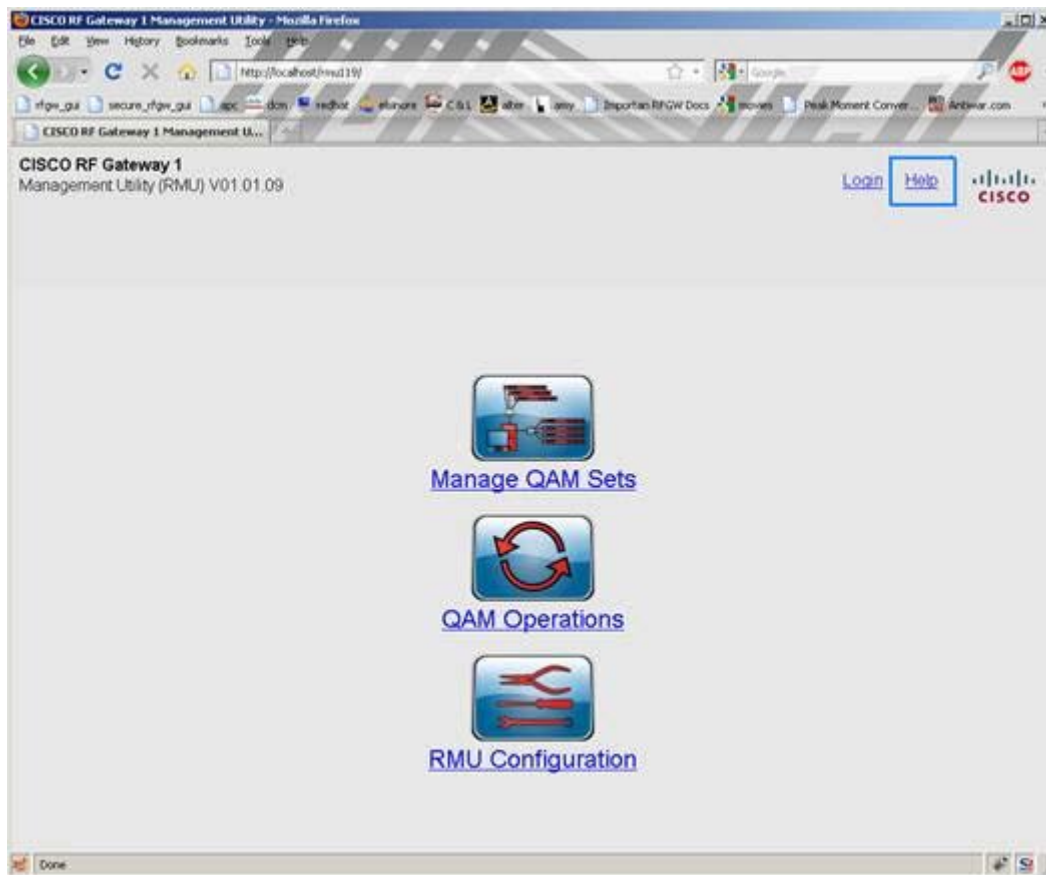 CISCO RF Gateway 1 Management Utility - Mozilla Firefox
File Edit View History Bookmarks Tools Help
http://localhost/rmu119/
Google
rfgw_gui secure_rfgw_gui apc dcn redhat elunore C & L alter amy Importan RFGW Docs movies Peak Moment Conver... Antiwar.com
CISCO RF Gateway 1 Management U...
CISCO RF Gateway 1
Management Utility (RMU) V01.01.09
Login Help
CISCO
Manage QAM Sets
QAM Operations
RMU Configuration
Done